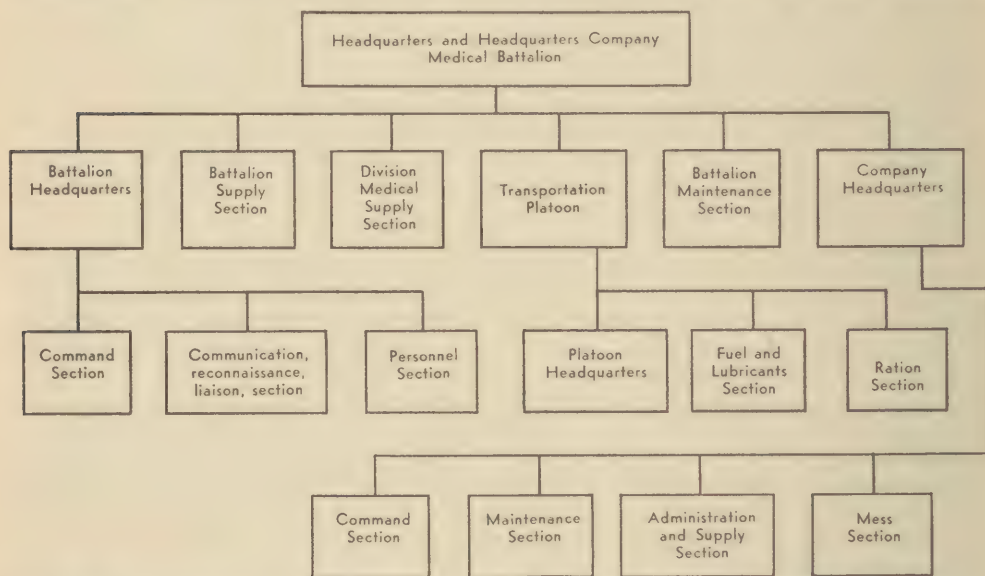 Headquarters and Headquarters Company
Medical Battalion
Battalion
Headquarters
Battalion
Supply
Section
Division
Medical
Supply
Section
Transportation
Platoon
Battalion
Maintenance
Section
Company
Headquarters
Command
Section
Communication,
reconnaissance,
liaison, section
Personnel
Section
Platoon
Headquarters
Fuel and
Lubricants
Section
Ration
Section
Command
Section
Maintenance
Section
Administration
and Supply
Section
Mess
Section